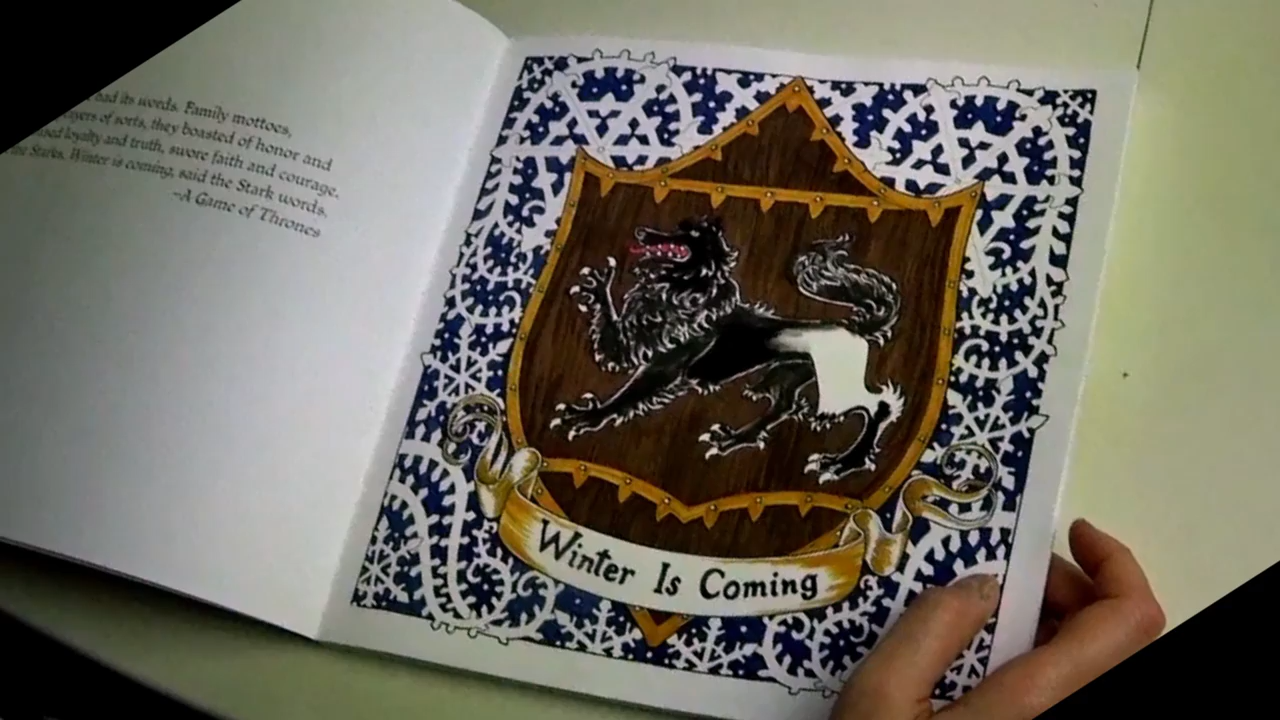 had its words. Family mottoes,
ayers of sorts, they boasted of honor and
loyalty and truth, swore faith and courage.
the Starks. Winter is coming, said the Stark words.
–A Game of Thrones
Winter Is Coming